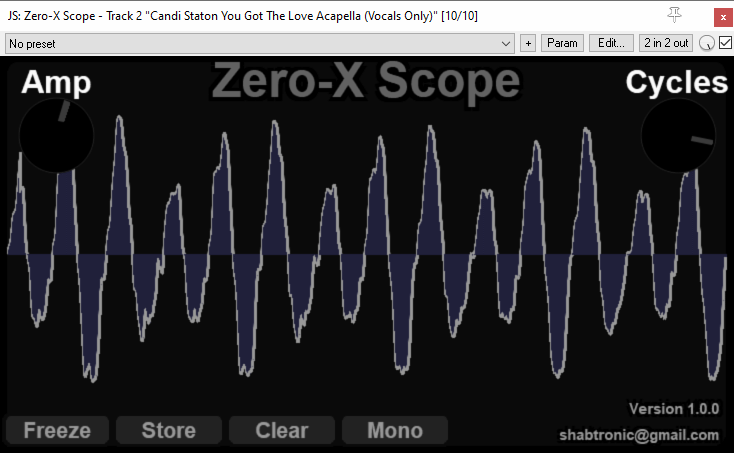 JS: Zero-X Scope - Track 2 "Candi Staton You Got The Love Acapella (Vocals Only)" [10/10]
No preset + Param Edit... 2 in 2 out
Amp Zero-X Scope Cycles
Version 1.0.0
Freeze Store Clear Mono shabtronic@gmail.com